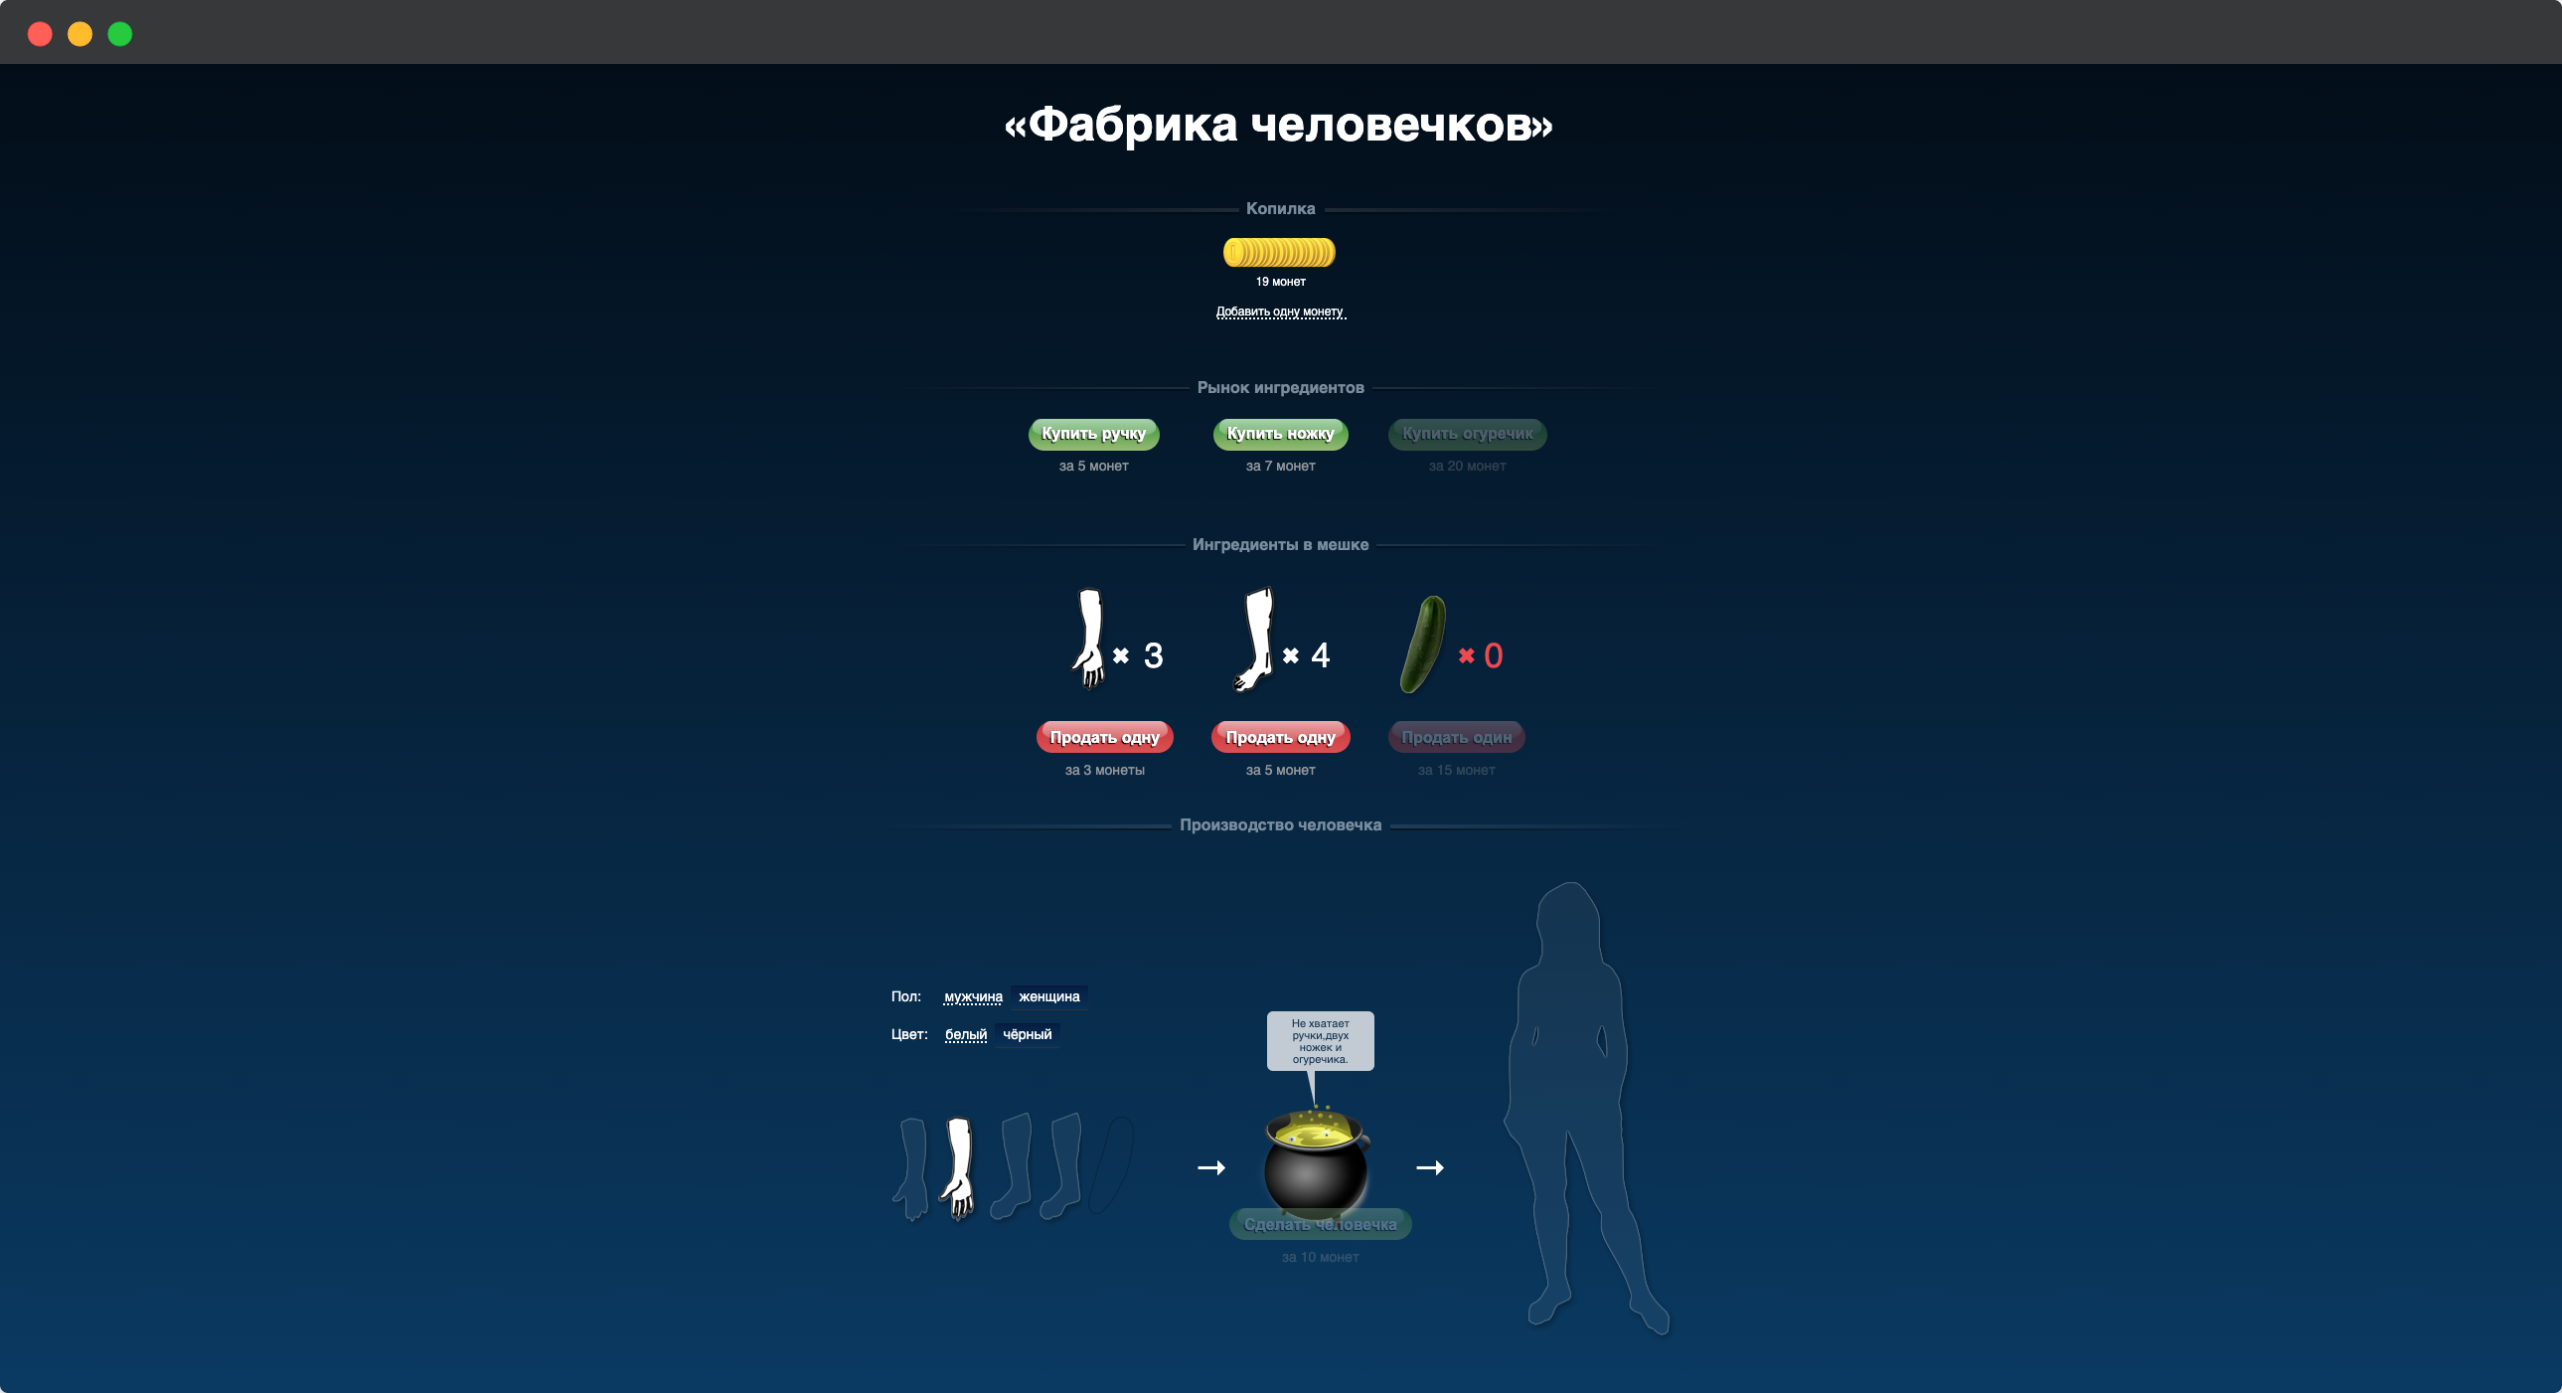 «Фабрика человечков»
Копилка
19 монет
Добавить одну монету
Рынок ингредиентов
Купить ручку
Купить ножку
Купить огуречик
за 5 монет
за 7 монет
за 20 монет
Ингредиенты в мешке
× 3
× 4
× 0
Продать одну
Продать одну
Продать один
за 3 монеты
за 5 монет
за 15 монет
Производство человечка
Пол: мужчина женщина
Цвет: белый чёрный
Не хватает
ручки,двух
ножек и
огуречика.
Сделать человечка
за 10 монет